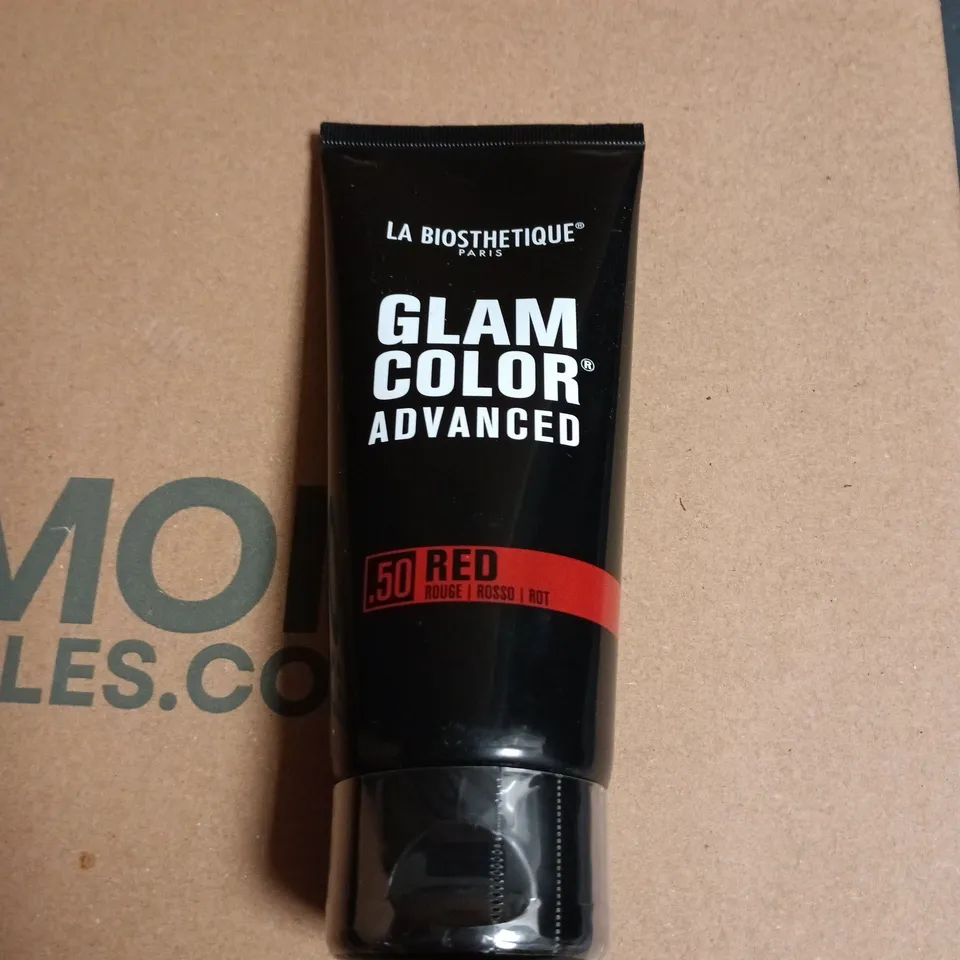 LA BIOSTHETIQUE®
PARIS
GLAM
COLOR®
ADVANCED
.50 RED
ROUGE | ROSSO | ROT
MO
LES.CO